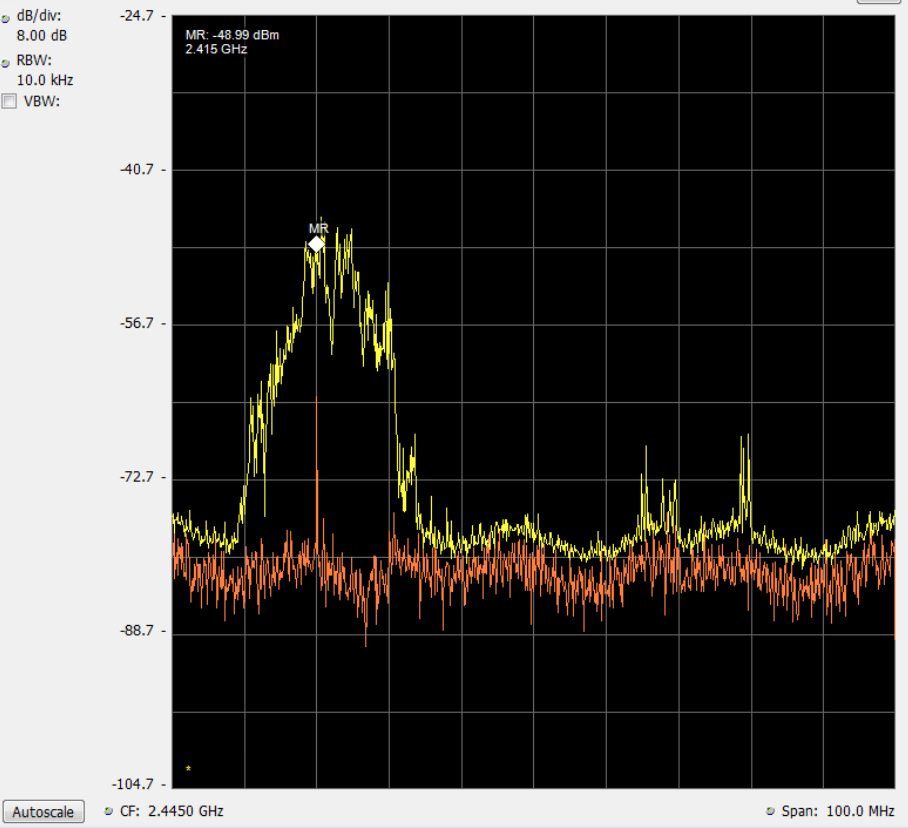 dB/div:
8.00 dB
RBW:
10.0 kHz
VBW:
-24.7 -
-40.7 -
-56.7 -
-72.7 -
-88.7 -
-104.7 -
MR: -48.99 dBm
2.415 GHz
MR
*
Autoscale
CF: 2.4450 GHz
Span: 100.0 MHz